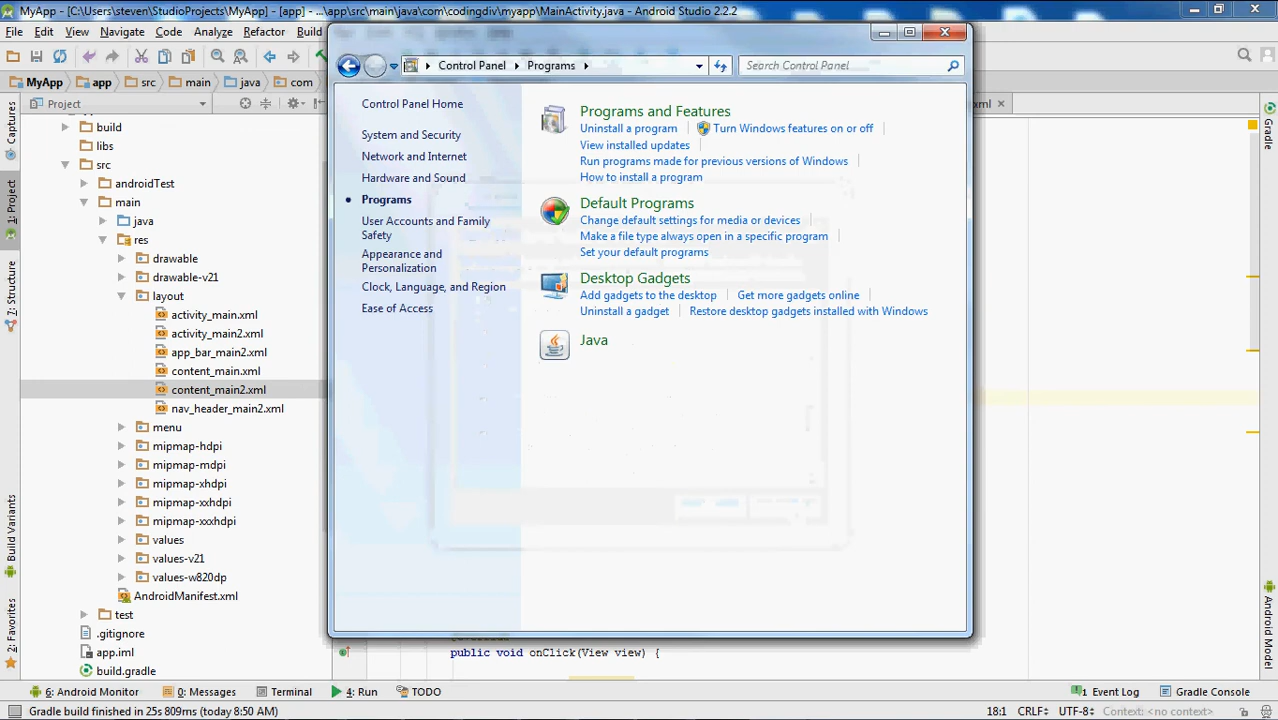 MyApp - [C:\Users\steven\StudioProjects\MyApp] - [app] - ...\app\src\main\java\com\codingdiv\myapp\MainActivity.java - Android Studio 2.2.2
File Edit View Navigate Code Analyze Refactor Build
MyApp app src main java com
Project
xml
build
libs
src
androidTest
main
java
res
drawable
drawable-v21
layout
activity_main.xml
activity_main2.xml
app_bar_main2.xml
content_main.xml
content_main2.xml
nav_header_main2.xml
menu
mipmap-hdpi
mipmap-mdpi
mipmap-xhdpi
mipmap-xxhdpi
mipmap-xxxhdpi
values
values-v21
values-w820dp
AndroidManifest.xml
test
.gitignore
app.iml
build.gradle
Captures
1: Project
Z: Structure
Build Variants
2: Favorites
Control Panel Programs
Search Control Panel
Control Panel Home
System and Security
Network and Internet
Hardware and Sound
Programs
User Accounts and Family
Safety
Appearance and
Personalization
Clock, Language, and Region
Ease of Access
Programs and Features
Uninstall a program Turn Windows features on or off
View installed updates
Run programs made for previous versions of Windows
How to install a program
Default Programs
Change default settings for media or devices
Make a file type always open in a specific program
Set your default programs
Desktop Gadgets
Add gadgets to the desktop Get more gadgets online
Uninstall a gadget Restore desktop gadgets installed with Windows
Java
public void onClick(View view) {
Gradle
Android Model
6: Android Monitor 0: Messages Terminal 4: Run TODO 1 Event Log Gradle Console
Gradle build finished in 25s 809ms (today 8:50 AM) 18:1 CRLF÷ UTF-8÷ Context: <no context>